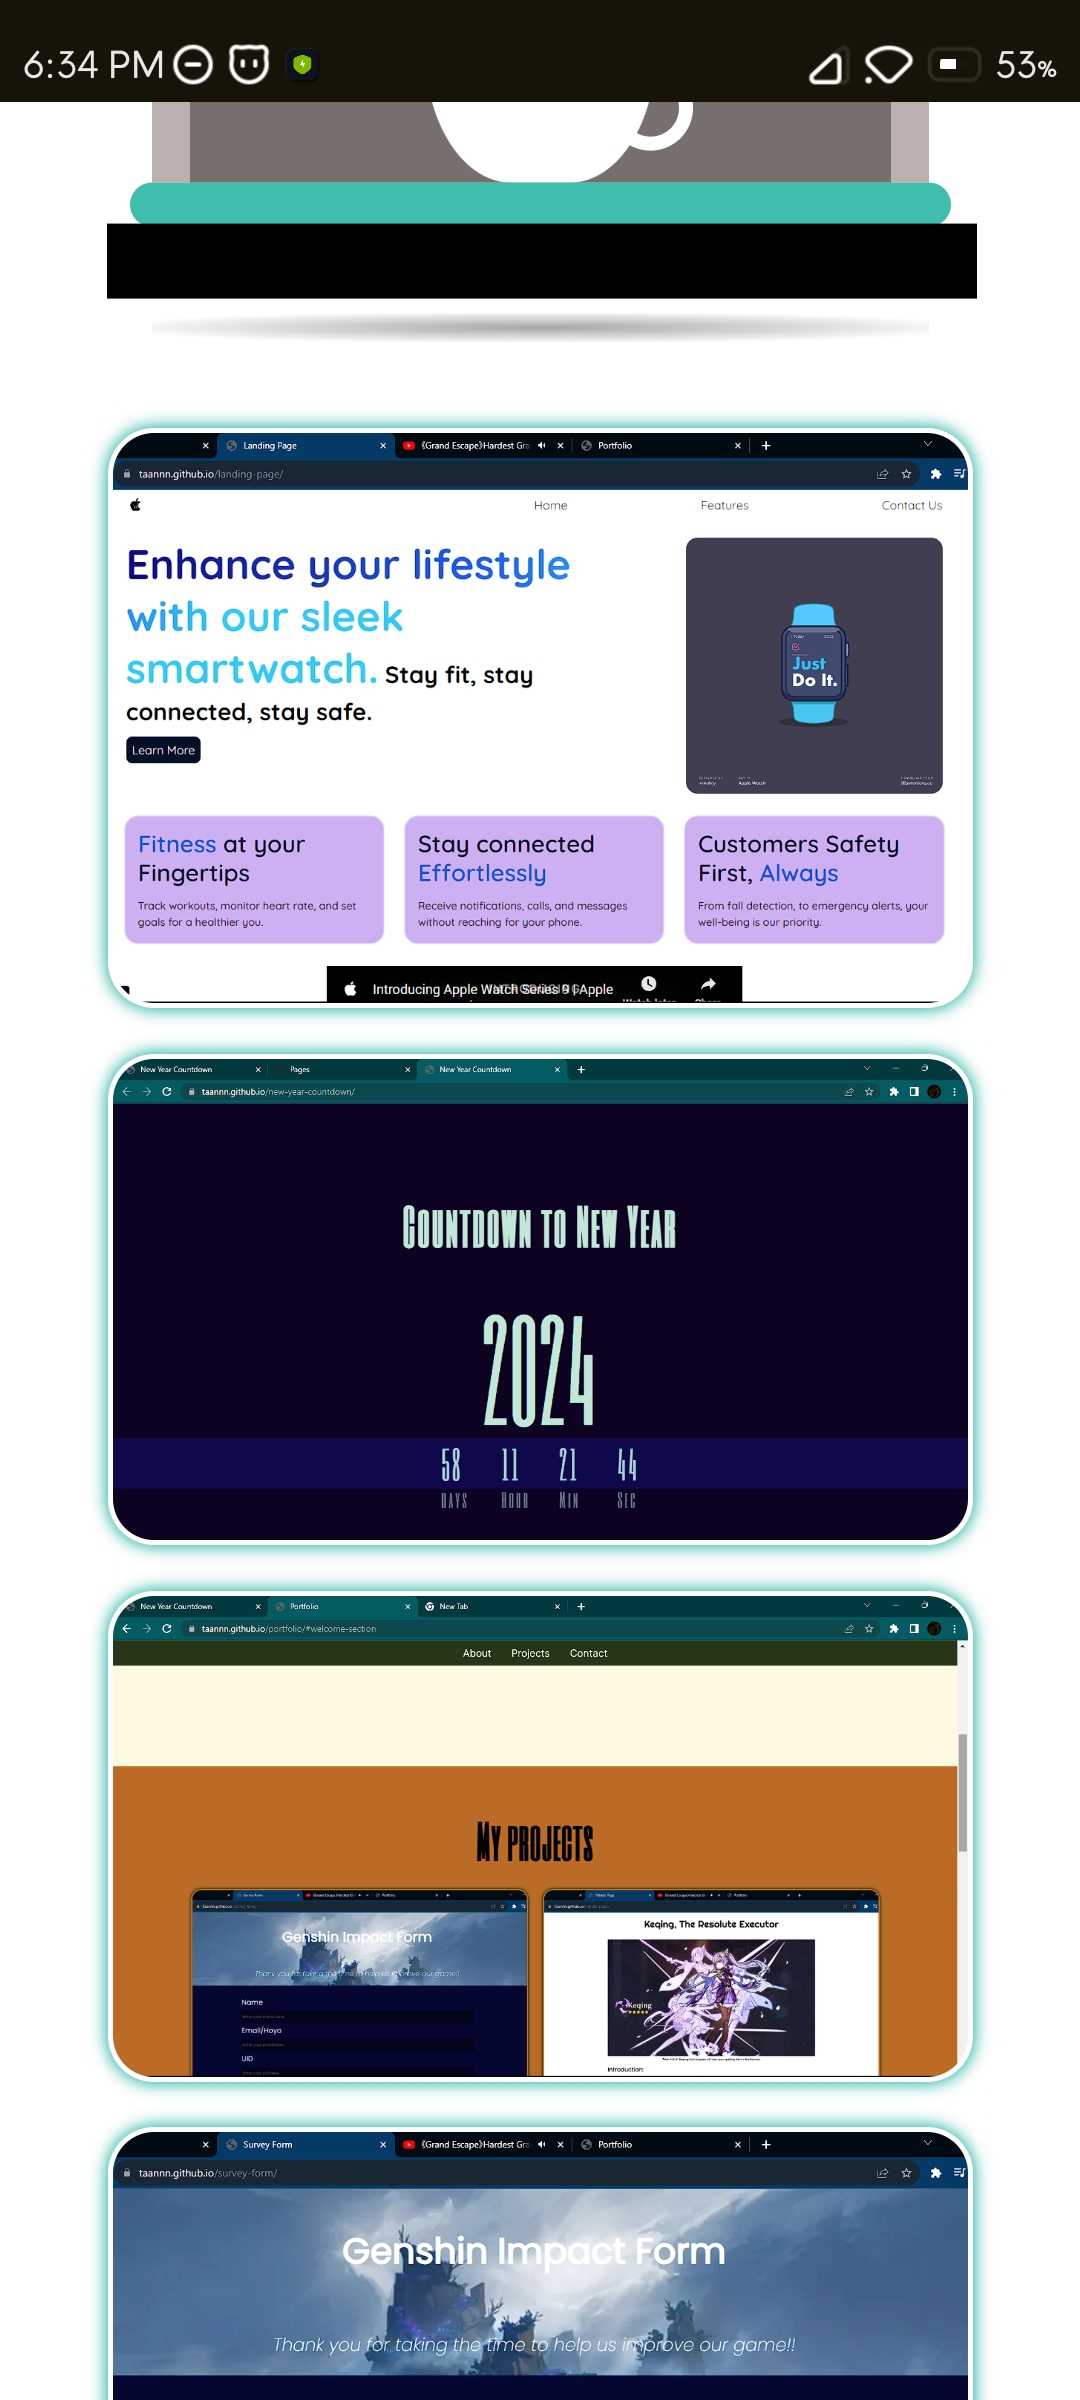 6:34 PM
53%
Landing Page
《Grand Escape》Hardest Gra
Portfolio
taannn.github.io/landing-page/
Home
Features
Contact Us
Enhance your lifestyle
with our sleek
smartwatch. Stay fit, stay
connected, stay safe.
Learn More
Just
Do It.
Apple Watch
Fitness at your
Fingertips
Track workouts, monitor heart rate, and set
goals for a healthier you.
Stay connected
Effortlessly
Receive notifications, calls, and messages
without reaching for your phone.
Customers Safety
First, Always
From fall detection, to emergency alerts, your
well-being is our priority.
Introducing Apple Watch Series 9 | Apple
New Year Countdown
Pages
New Year Countdown
taannn.github.io/new-year-countdown/
Countdown to New Year
2024
58 11 21 44
Days Hour Min Sec
New Year Countdown
Portfolio
New Tab
taannn.github.io/portfolio/#welcome-section
About
Projects
Contact
My projects
Survey Form
Portfolio
Genshin Impact Form
Thank you for taking the time to help us improve our game!!
Name
Email/Hoyo
UID
Portfolio
Keqing, The Resolute Executor
Keqing
Introduction:
Survey Form
《Grand Escape》Hardest Gra
Portfolio
taannn.github.io/survey-form/
Genshin Impact Form
Thank you for taking the time to help us improve our game!!